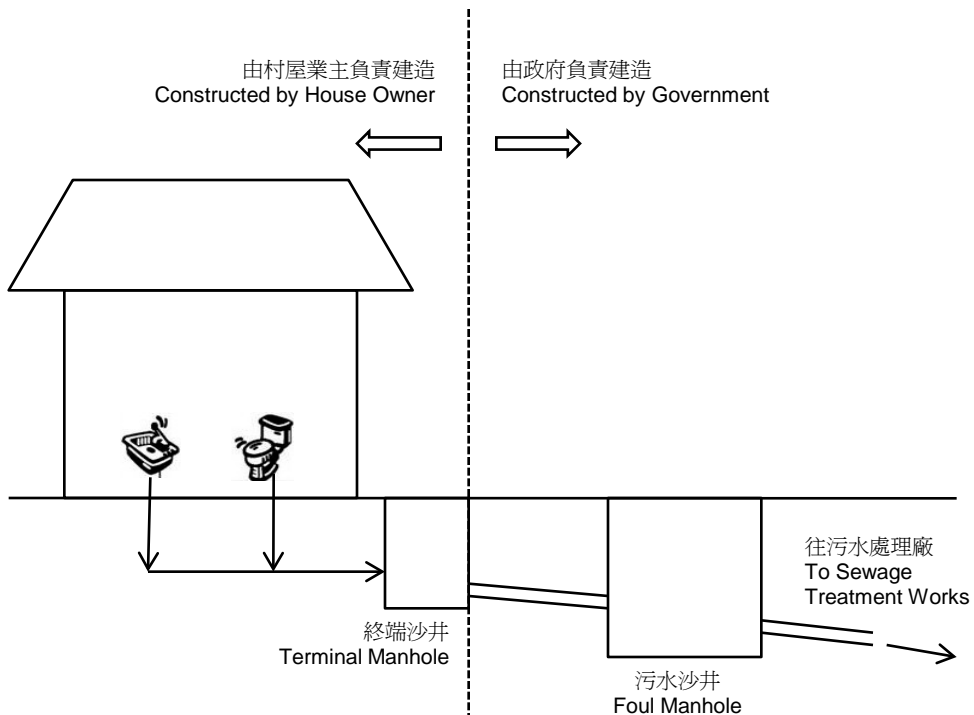 由村屋業主負責建造
Constructed by House Owner
由政府負責建造
Constructed by Government
往污水處理廠
To Sewage
Treatment Works
終端沙井
Terminal Manhole
污水沙井
Foul Manhole